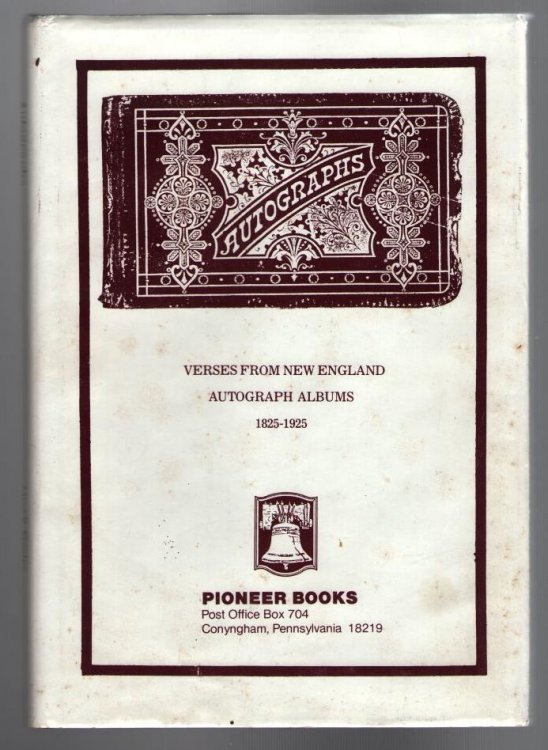 AUTOGRAPHS
VERSES FROM NEW ENGLAND
AUTOGRAPH ALBUMS
1825-1925
PIONEER BOOKS
Post Office Box 704
Conyngham, Pennsylvania 18219